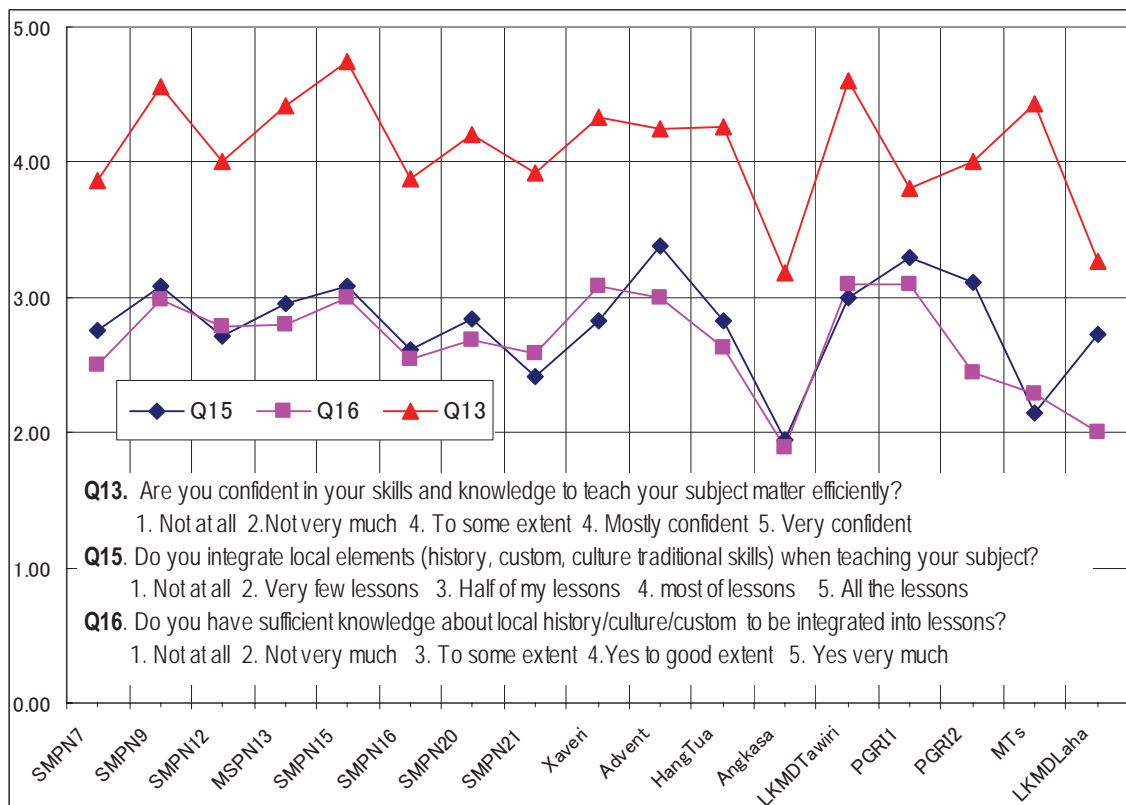 5.00
4.00
3.00
2.00
1.00
0.00
Q15 Q16 Q13
Q13. Are you confident in your skills and knowledge to teach your subject matter efficiently?
1. Not at all 2.Not very much 4. To some extent 4. Mostly confident 5. Very confident
Q15. Do you integrate local elements (history, custom, culture traditional skills) when teaching your subject?
1. Not at all 2. Very few lessons 3. Half of my lessons 4. most of lessons 5. All the lessons
Q16. Do you have sufficient knowledge about local history/culture/custom to be integrated into lessons?
1. Not at all 2. Not very much 3. To some extent 4.Yes to good extent 5. Yes very much
SMPN7
SMPN9
SMPN12
MSPN13
SMPN15
SMPN16
SMPN20
SMPN21
Xaveri
Advent
HangTua
Angkasa
LKMDTawiri
PGRI1
PGRI2
MTs
LKMDLaha